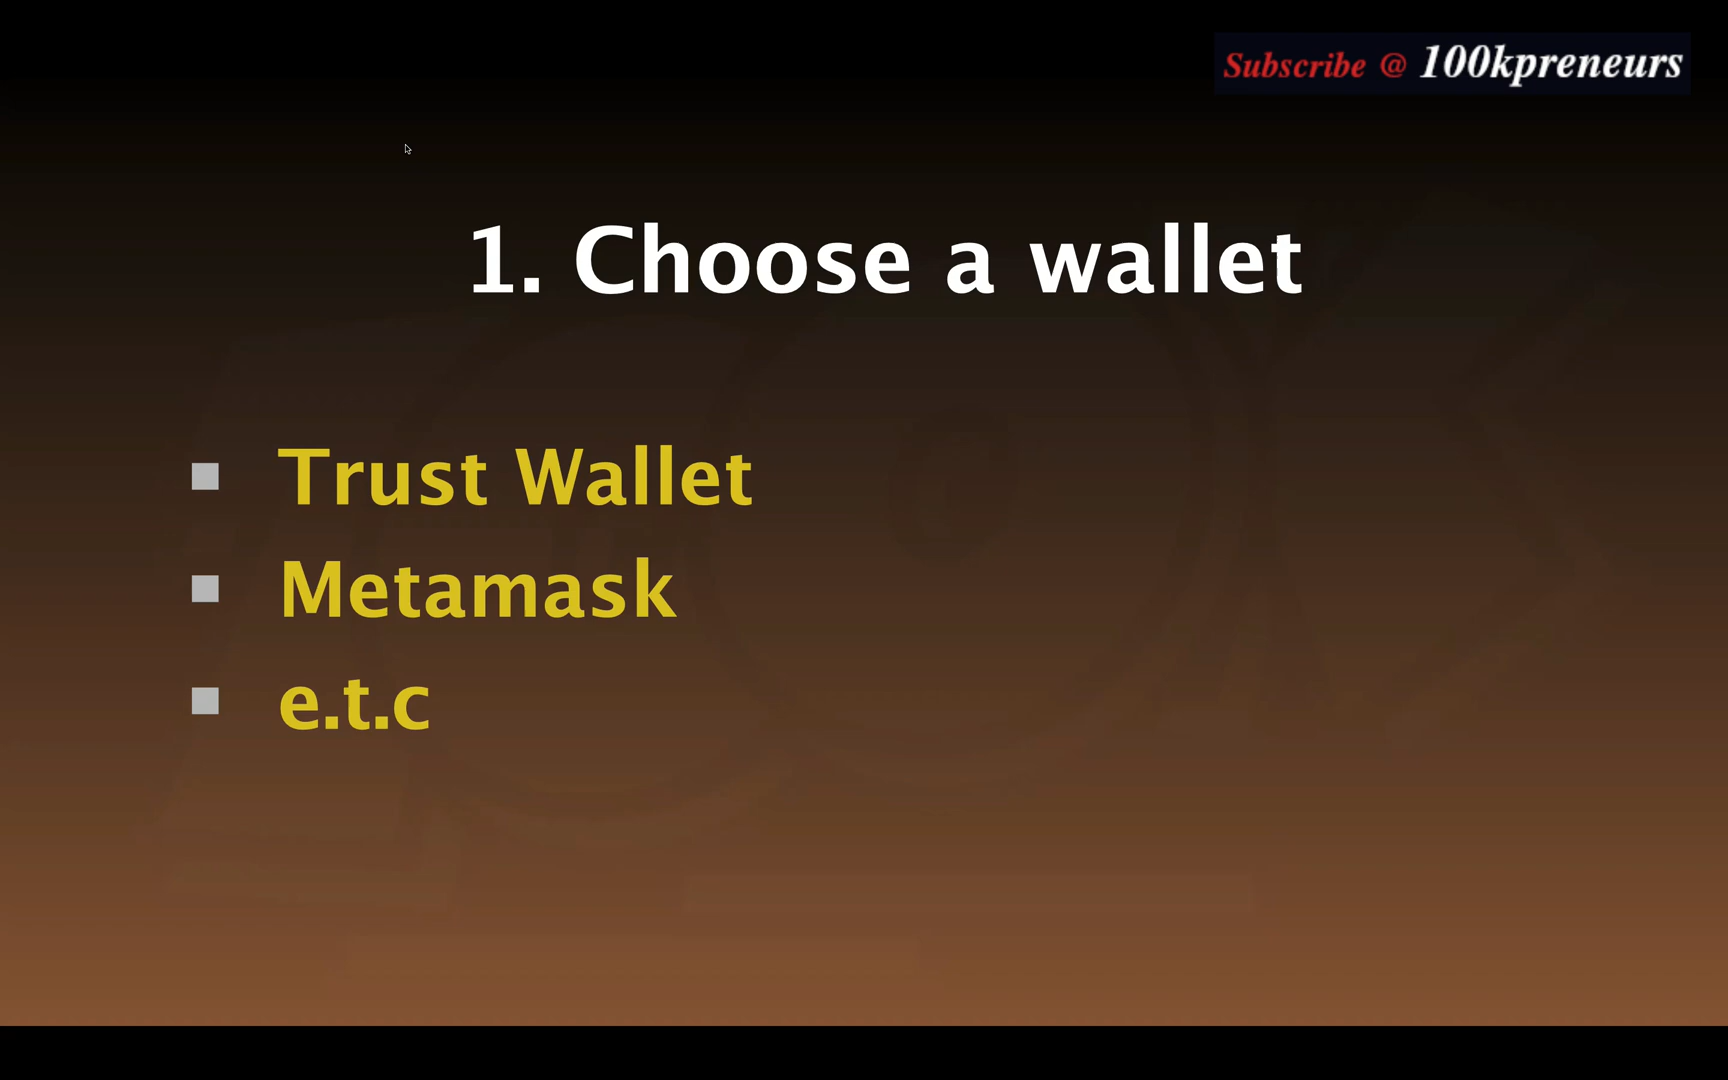 Subscribe @ 100kpreneurs
1. Choose a wallet
Trust Wallet
Metamask
e.t.c